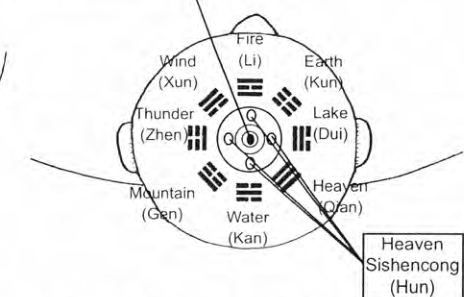 Fire
(Li)
Wind
(Xun)
Earth
(Kun)
Thunder
(Zhen)
Lake
(Dui)
Mountain
(Gen)
Heaven
(Qian)
Water
(Kan)
Heaven
Sishencong
(Hun)